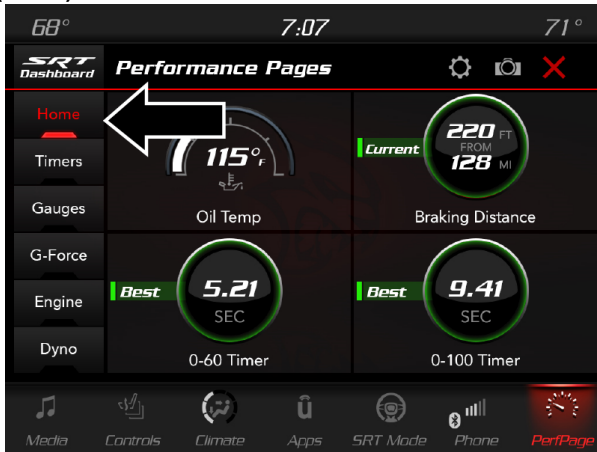 68° 7:07 71°
SRT
Dashboard
Performance Pages
Home
Timers
Gauges
G-Force
Engine
Dyno
115°F
Oil Temp
Current
220 FT
FROM
128 MI
Braking Distance
Best
5.21
SEC
0-60 Timer
Best
9.41
SEC
0-100 Timer
Media Controls Climate Apps SRT Mode Phone PerfPage